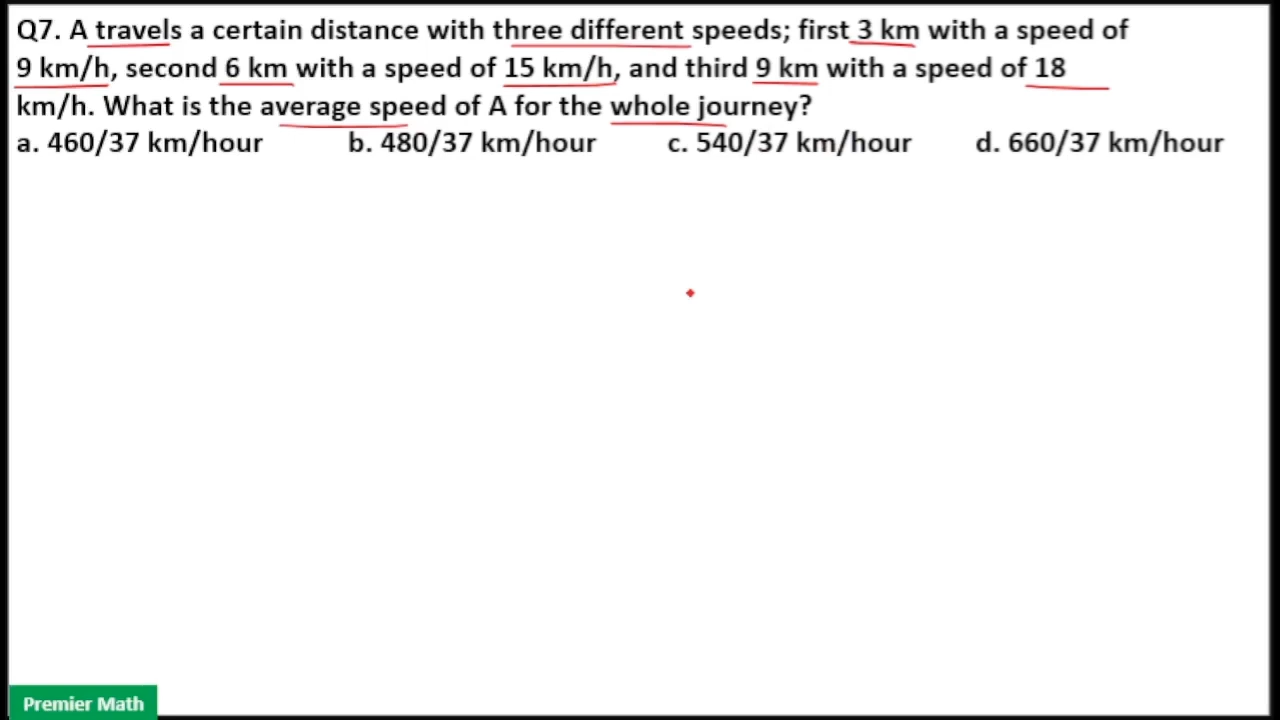 Q7. A travels a certain distance with three different speeds; first 3 km with a speed of
9 km/h, second 6 km with a speed of 15 km/h, and third 9 km with a speed of 18
km/h. What is the average speed of A for the whole journey?
a. 460/37 km/hour b. 480/37 km/hour c. 540/37 km/hour d. 660/37 km/hour
Premier Math